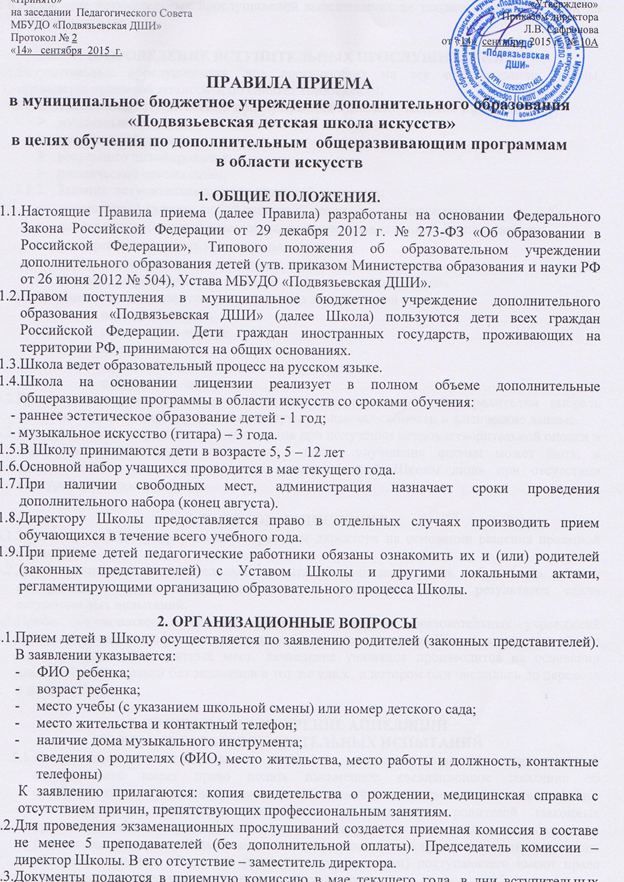 «Принято»
на заседании Педагогического Совета
МБУДО «Подвязьевская ДШИ»
Протокол № 2
«14» сентября 2015 г.
«Утверждено»
Приказом директора
Л.В. Сафронова
от «14» сентября 2015 г. № 10А
МБУДО
«Подвязьевская
ДШИ»
ПРАВИЛА ПРИЕМА
в муниципальное бюджетное учреждение дополнительного образования
«Подвязьевская детская школа искусств»
в целях обучения по дополнительным общеразвивающим программам
в области искусств
1. ОБЩИЕ ПОЛОЖЕНИЯ.
1.1.Настоящие Правила приема (далее Правила) разработаны на основании Федерального
Закона Российской Федерации от 29 декабря 2012 г. № 273-ФЗ «Об образовании в
Российской Федерации», Типового положения об образовательном учреждении
дополнительного образования детей (утв. приказом Министерства образования и науки РФ
от 26 июня 2012 № 504), Устава МБУДО «Подвязьевская ДШИ».
1.2.Правом поступления в муниципальное бюджетное учреждение дополнительного
образования «Подвязьевская ДШИ» (далее Школа) пользуются дети всех граждан
Российской Федерации. Дети граждан иностранных государств, проживающих на
территории РФ, принимаются на общих основаниях.
1.3.Школа ведет образовательный процесс на русском языке.
1.4.Школа на основании лицензии реализует в полном объеме дополнительные
общеразвивающие программы в области искусств со сроками обучения:
- раннее эстетическое образование детей - 1 год;
- музыкальное искусство (гитара) – 3 года.
1.5.В Школу принимаются дети в возрасте 5, 5 – 12 лет
1.6.Основной набор учащихся проводится в мае текущего года.
1.7.При наличии свободных мест, администрация назначает сроки проведения
дополнительного набора (конец августа).
1.8.Директору Школы предоставляется право в отдельных случаях производить прием
обучающихся в течение всего учебного года.
1.9.При приеме детей педагогические работники обязаны ознакомить их и (или) родителей
(законных представителей) с Уставом Школы и другими локальными актами,
регламентирующими организацию образовательного процесса Школы.
2. ОРГАНИЗАЦИОННЫЕ ВОПРОСЫ
.1.Прием детей в Школу осуществляется по заявлению родителей (законных представителей).
В заявлении указывается:
- ФИО ребенка;
- возраст ребенка;
- место учебы (с указанием школьной смены) или номер детского сада;
- место жительства и контактный телефон;
- наличие дома музыкального инструмента;
- сведения о родителях (ФИО, место жительства, место работы и должность, контактные
телефоны)
К заявлению прилагаются: копия свидетельства о рождении, медицинская справка с
отсутствием причин, препятствующих профессиональным занятиям.
.2.Для проведения экзаменационных прослушиваний создается приемная комиссия в составе
не менее 5 преподавателей (без дополнительной оплаты). Председатель комиссии –
директор Школы. В его отсутствие – заместитель директора.
.3.Документы подаются в приемную комиссию в мае текущего года, в дни вступительных